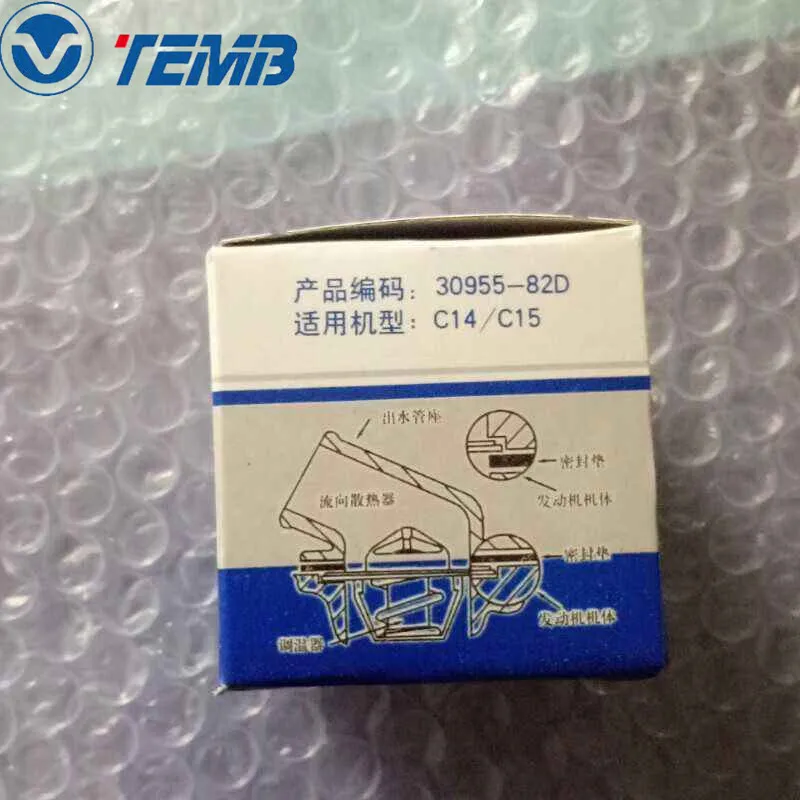 TEMB
产品编码: 30955-82D
适用机型: C14/C15
出水管座
密封垫
发动机机体
流向散热器
密封垫
发动机机体
调温器